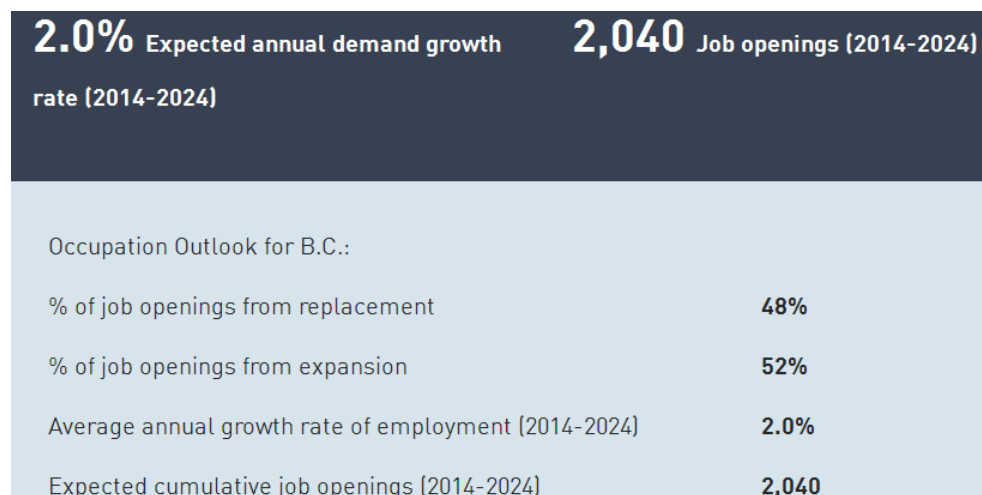 2.0% Expected annual demand growth
rate (2014-2024)
2,040 Job openings (2014-2024)
Occupation Outlook for B.C.:
% of job openings from replacement 48%
% of job openings from expansion 52%
Average annual growth rate of employment (2014-2024) 2.0%
Expected cumulative job openings (2014-2024) 2,040